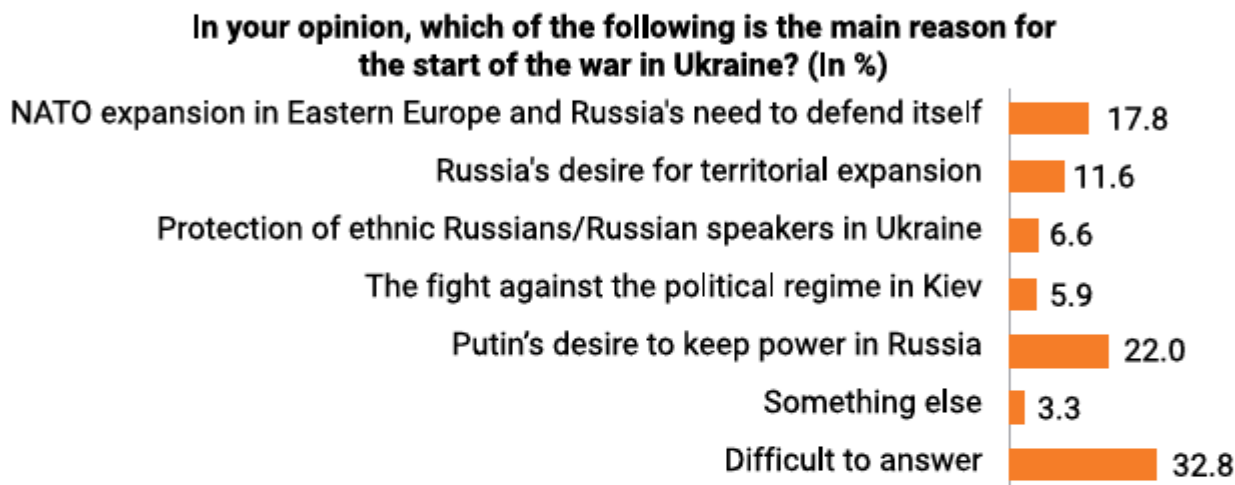 In your opinion, which of the following is the main reason for
the start of the war in Ukraine? (In %)
NATO expansion in Eastern Europe and Russia's need to defend itself 17.8
Russia's desire for territorial expansion 11.6
Protection of ethnic Russians/Russian speakers in Ukraine 6.6
The fight against the political regime in Kiev 5.9
Putin’s desire to keep power in Russia 22.0
Something else 3.3
Difficult to answer 32.8